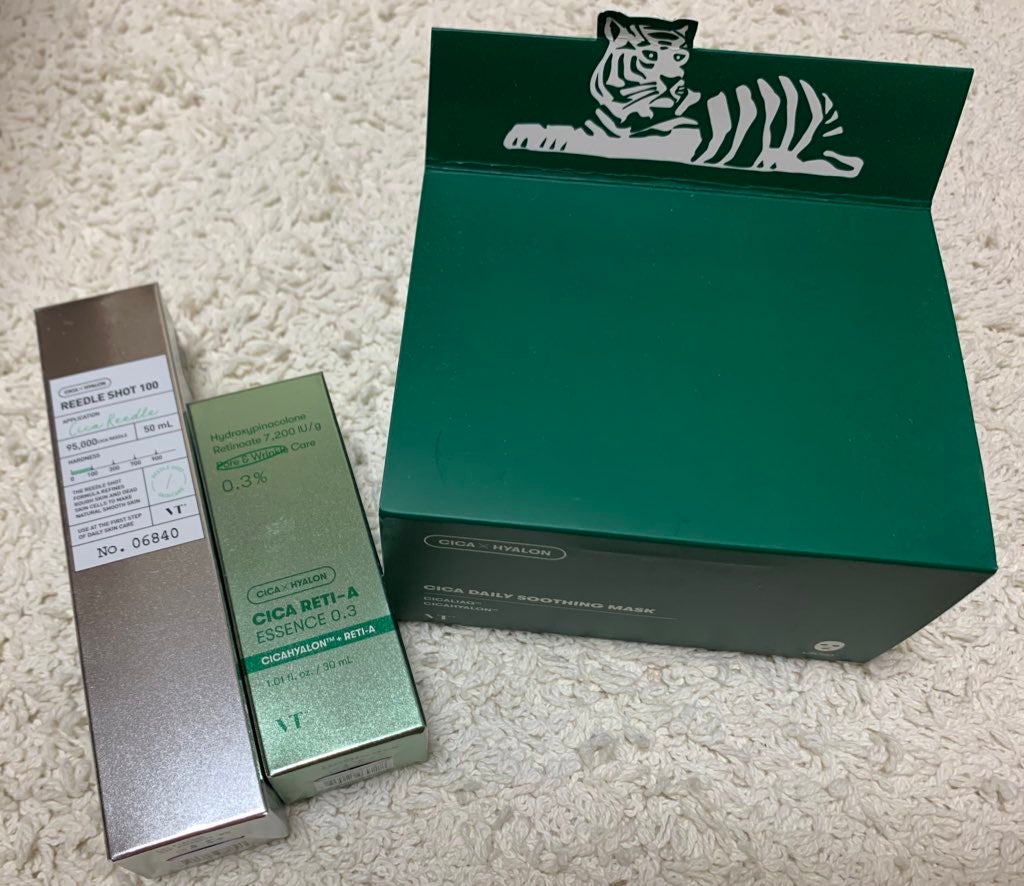 CICA × HYALON
REEDLE SHOT 100
APPLICATION
Cica Reedle
95,000 CICA REEDLE
50 mL
HARDNESS
0 100 300 700 900
THE REEDLE SHOT
FORMULA REFINES
ROUGH SKIN AND DEAD
SKIN CELLS TO MAKE
NATURAL SMOOTH SKIN
VT
USE AT THE FIRST STEP
OF DAILY SKIN CARE
No. 06840
Hydroxypinacolone
Retinoate 7,200 IU/g
Pore & Wrinkle Care
0.3%
CICA × HYALON
CICA RETI-A
ESSENCE 0.3
CICAHYALON™ + RETI-A
1.01 fl. oz. / 30 mL
VT
CICA × HYALON
CICA DAILY SOOTHING MASK
CICALIAQ™
CICAHYALON™
VT